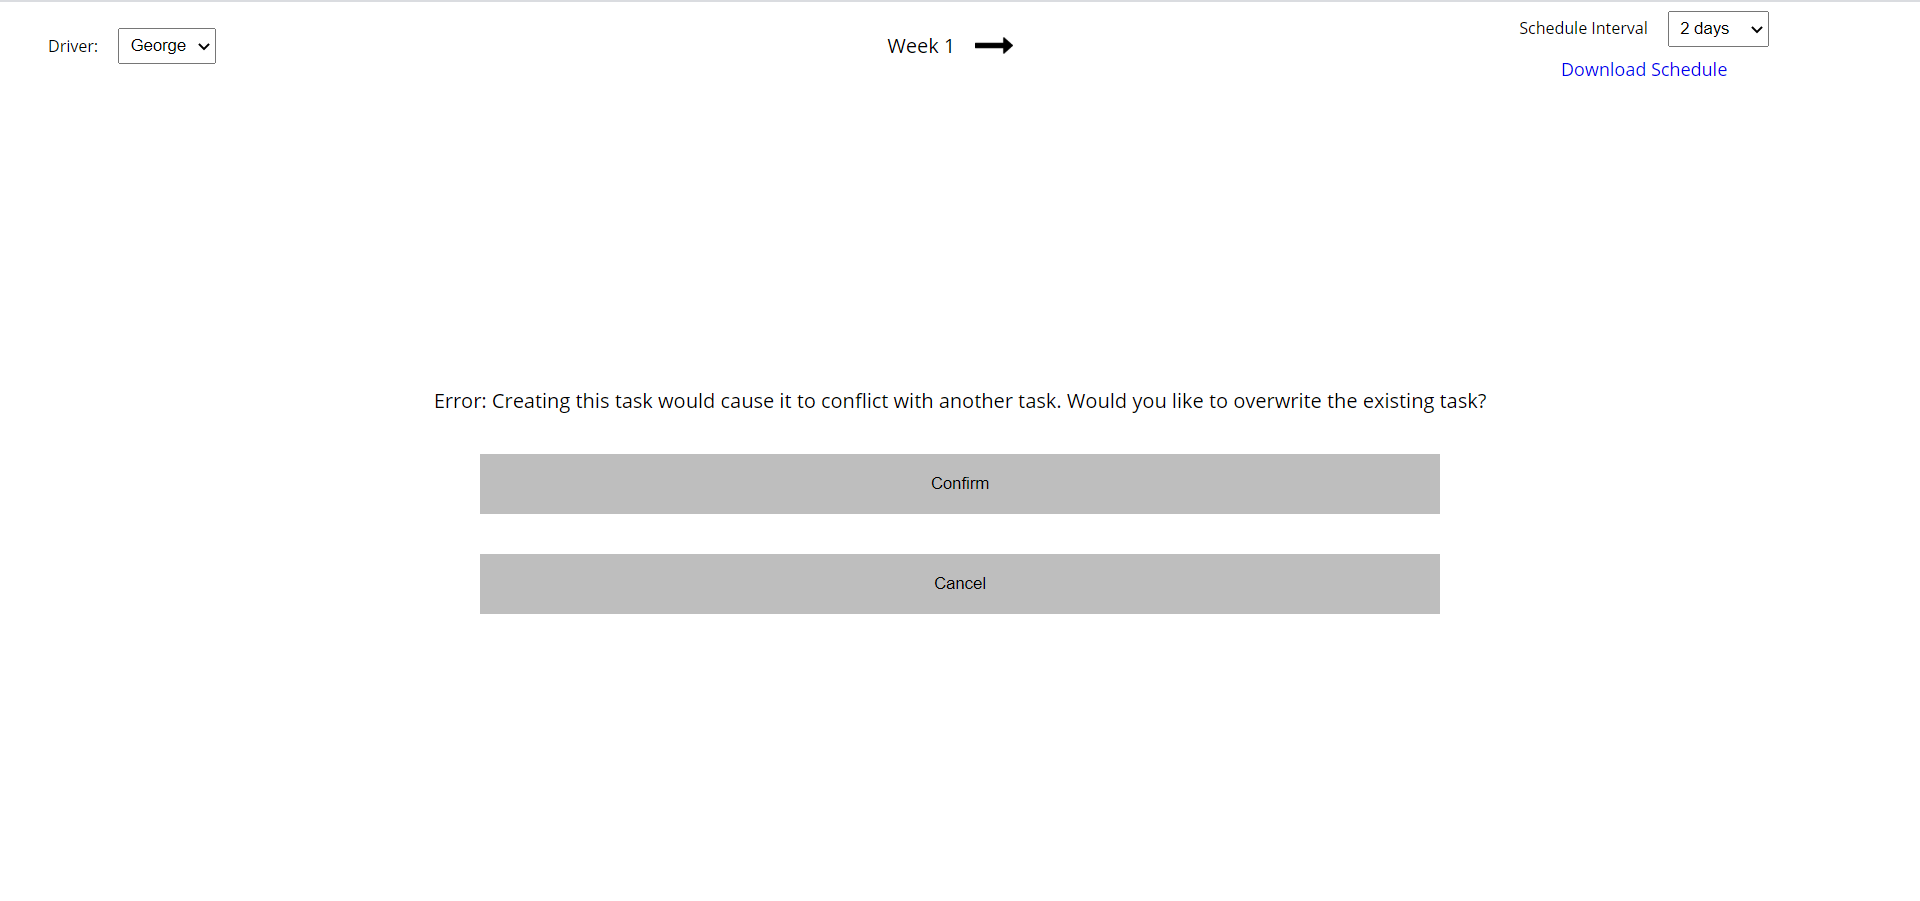 Driver:
George
Week 1
Schedule Interval
2 days
Download Schedule
Error: Creating this task would cause it to conflict with another task. Would you like to overwrite the existing task?
Confirm
Cancel